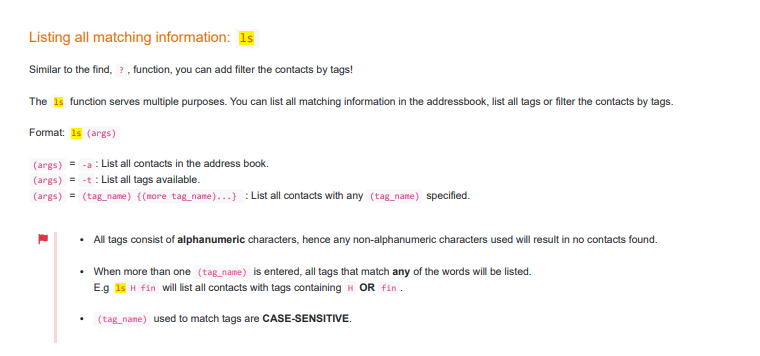 Listing all matching information: ls
Similar to the find, ? , function, you can add filter the contacts by tags!
The ls function serves multiple purposes. You can list all matching information in the addressbook, list all tags or filter the contacts by tags.
Format: ls (args)
(args) = -a : List all contacts in the address book.
(args) = -t : List all tags available.
(args) = (tag_name) {(more tag_name)...} : List all contacts with any (tag_name) specified.
• All tags consist of alphanumeric characters, hence any non-alphanumeric characters used will result in no contacts found.
• When more than one (tag_name) is entered, all tags that match any of the words will be listed.
E.g ls H fin will list all contacts with tags containing H OR fin .
• (tag_name) used to match tags are CASE-SENSITIVE.